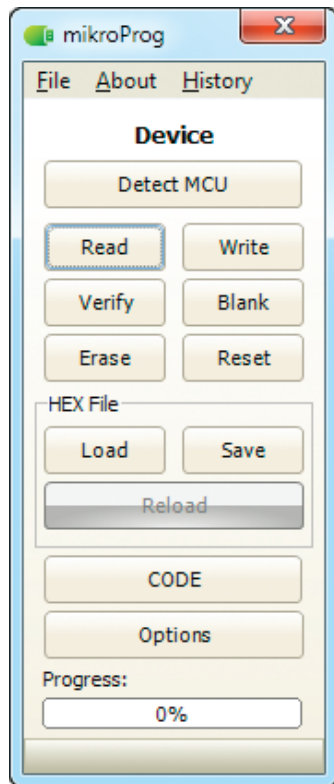 mikroProg
File About History
Device
Detect MCU
Read Write
Verify Blank
Erase Reset
HEX File
Load Save
Reload
CODE
Options
Progress:
0%